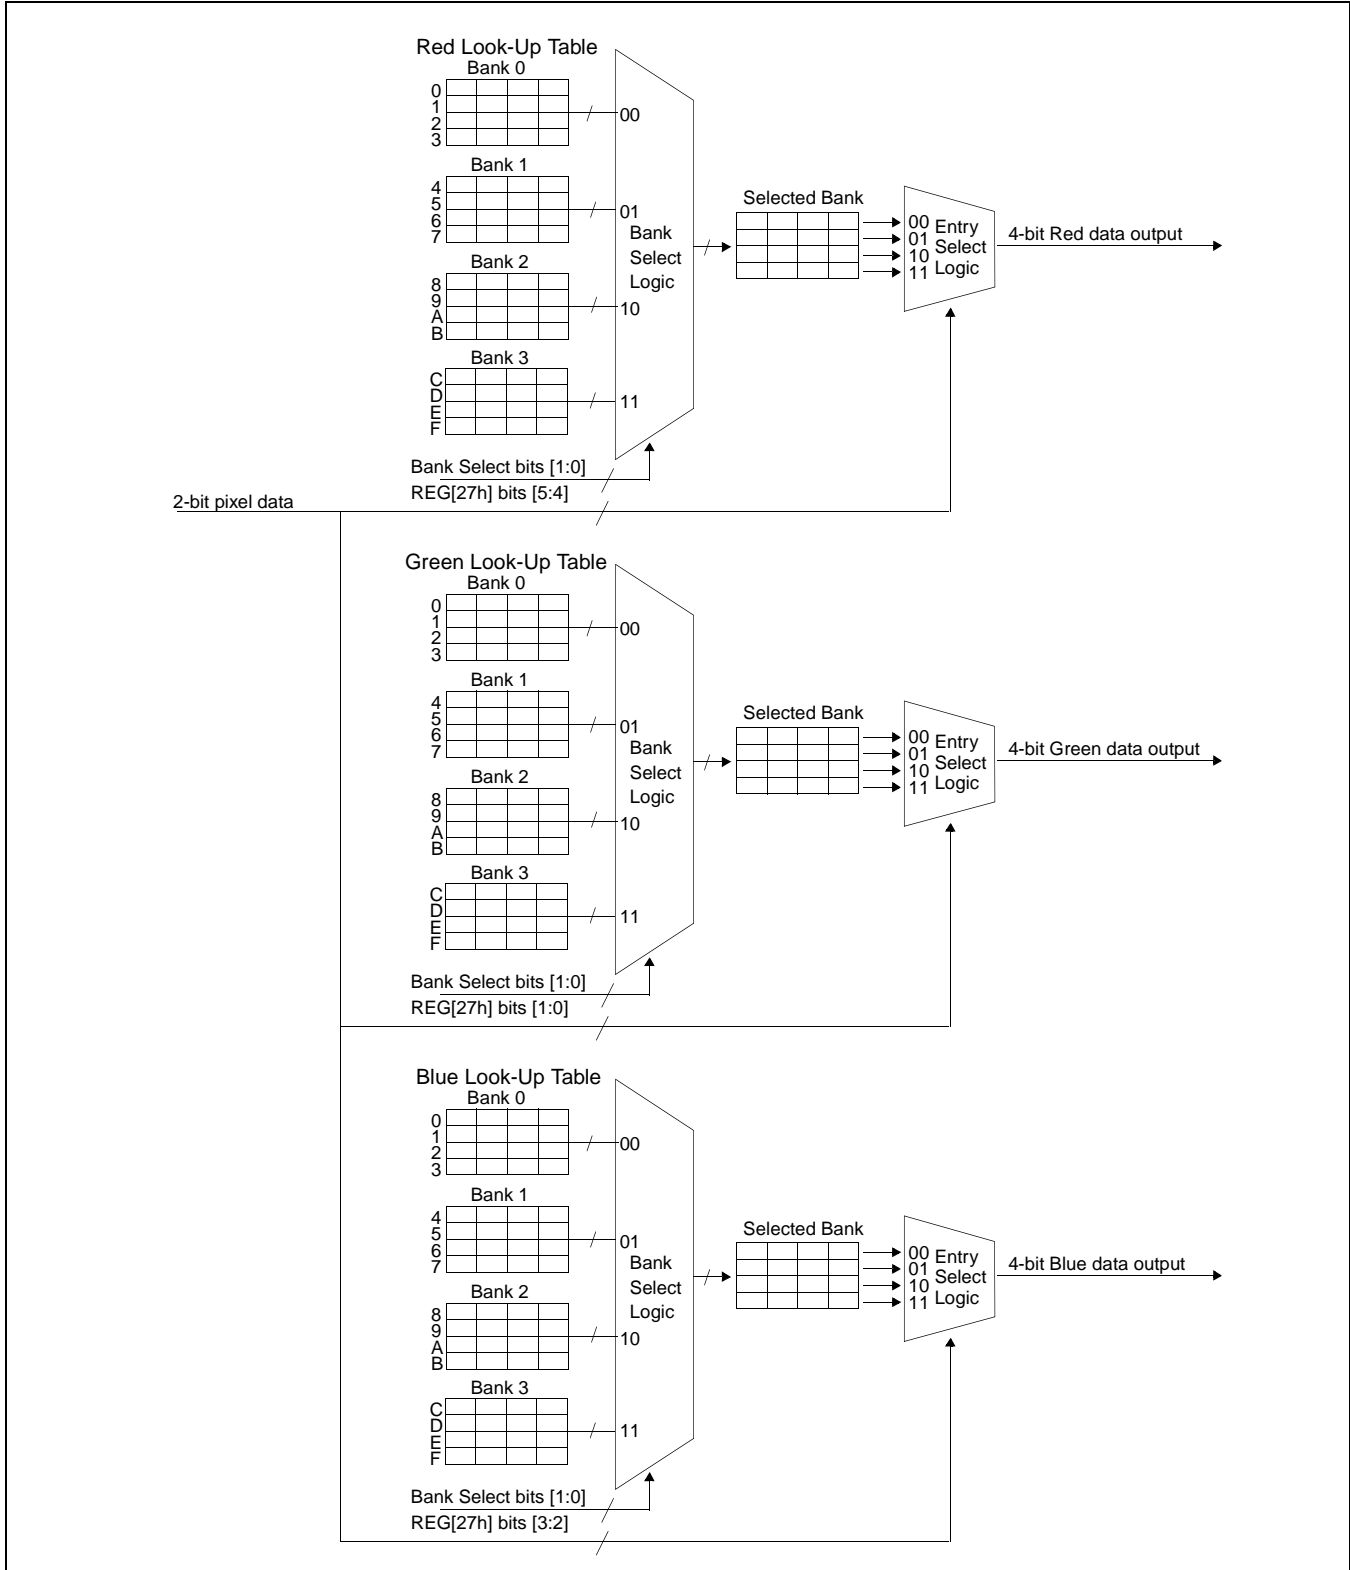 Red Look-Up Table
Bank 0
0
1
2
3
00
Bank 1
4
5
6
7
01
Bank
Select
Logic
Bank 2
8
9
A
B
10
Bank 3
C
D
E
F
11
Selected Bank
00
01
10
11
Entry
Select
Logic
4-bit Red data output
Bank Select bits [1:0]
REG[27h] bits [5:4]
2-bit pixel data
Green Look-Up Table
Bank 0
0
1
2
3
00
Bank 1
4
5
6
7
01
Bank
Select
Logic
Bank 2
8
9
A
B
10
Bank 3
C
D
E
F
11
Selected Bank
00
01
10
11
Entry
Select
Logic
4-bit Green data output
Bank Select bits [1:0]
REG[27h] bits [1:0]
Blue Look-Up Table
Bank 0
0
1
2
3
00
Bank 1
4
5
6
7
01
Bank
Select
Logic
Bank 2
8
9
A
B
10
Bank 3
C
D
E
F
11
Selected Bank
00
01
10
11
Entry
Select
Logic
4-bit Blue data output
Bank Select bits [1:0]
REG[27h] bits [3:2]